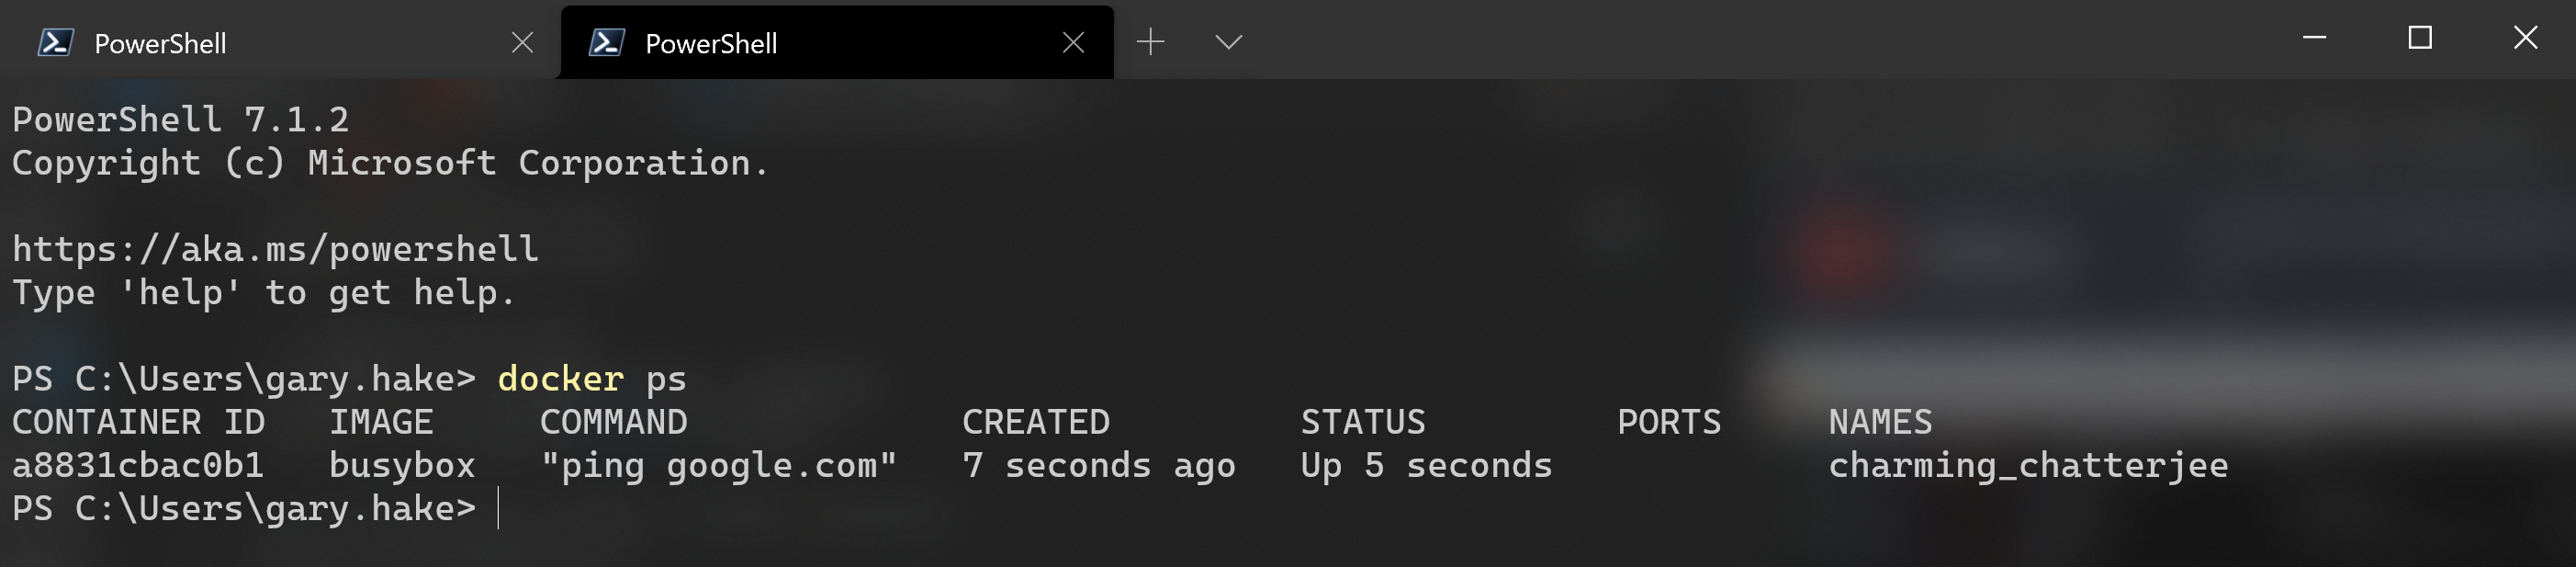 PowerShell PowerShell
PowerShell 7.1.2
Copyright (c) Microsoft Corporation.
https://aka.ms/powershell
Type 'help' to get help.
PS C:\Users\gary.hake> docker ps
CONTAINER ID   IMAGE     COMMAND             CREATED         STATUS         PORTS     NAMES
a8831cbac0b1   busybox   "ping google.com"   7 seconds ago   Up 5 seconds             charming_chatterjee
PS C:\Users\gary.hake>